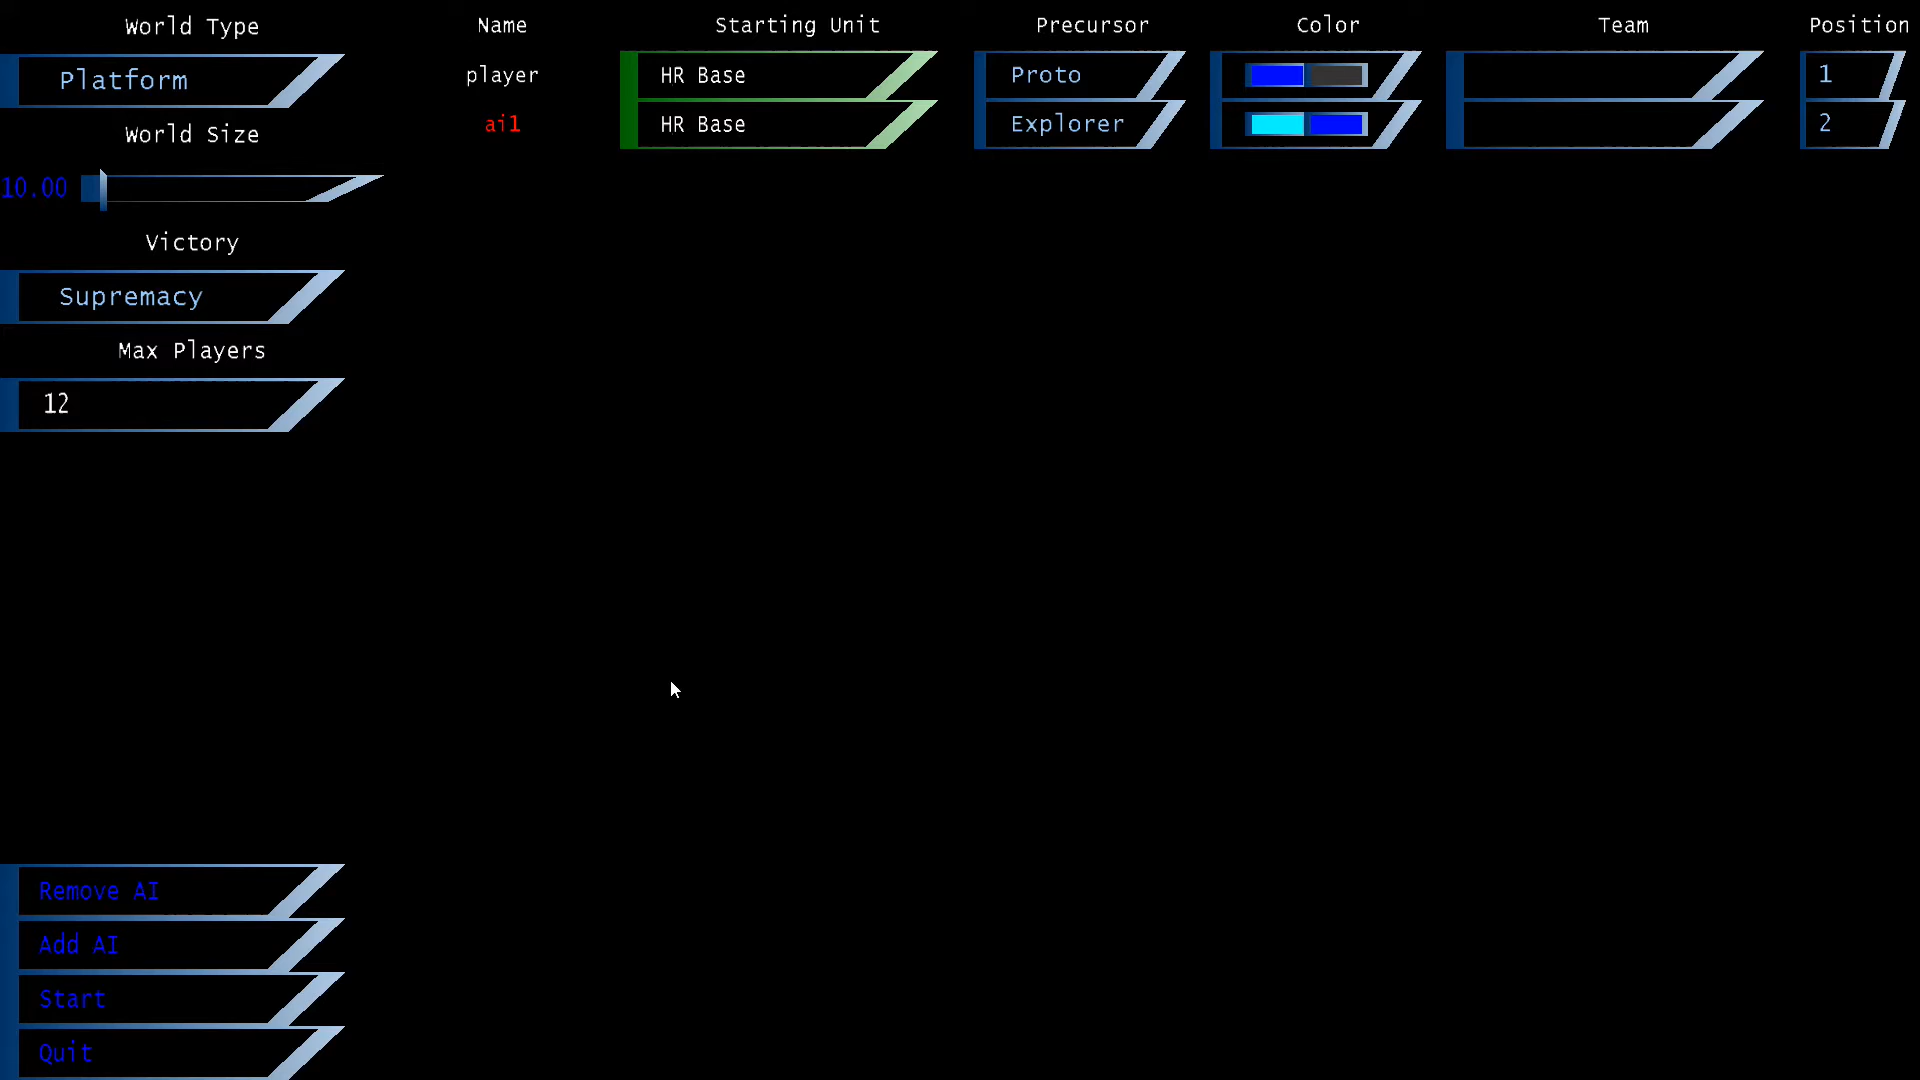 World Type
Platform
World Size
10.00
Victory
Supremacy
Max Players
12
Name Starting Unit Precursor Color Team Position
player HR Base Proto 1
ai1 HR Base Explorer 2
Remove AI
Add AI
Start
Quit